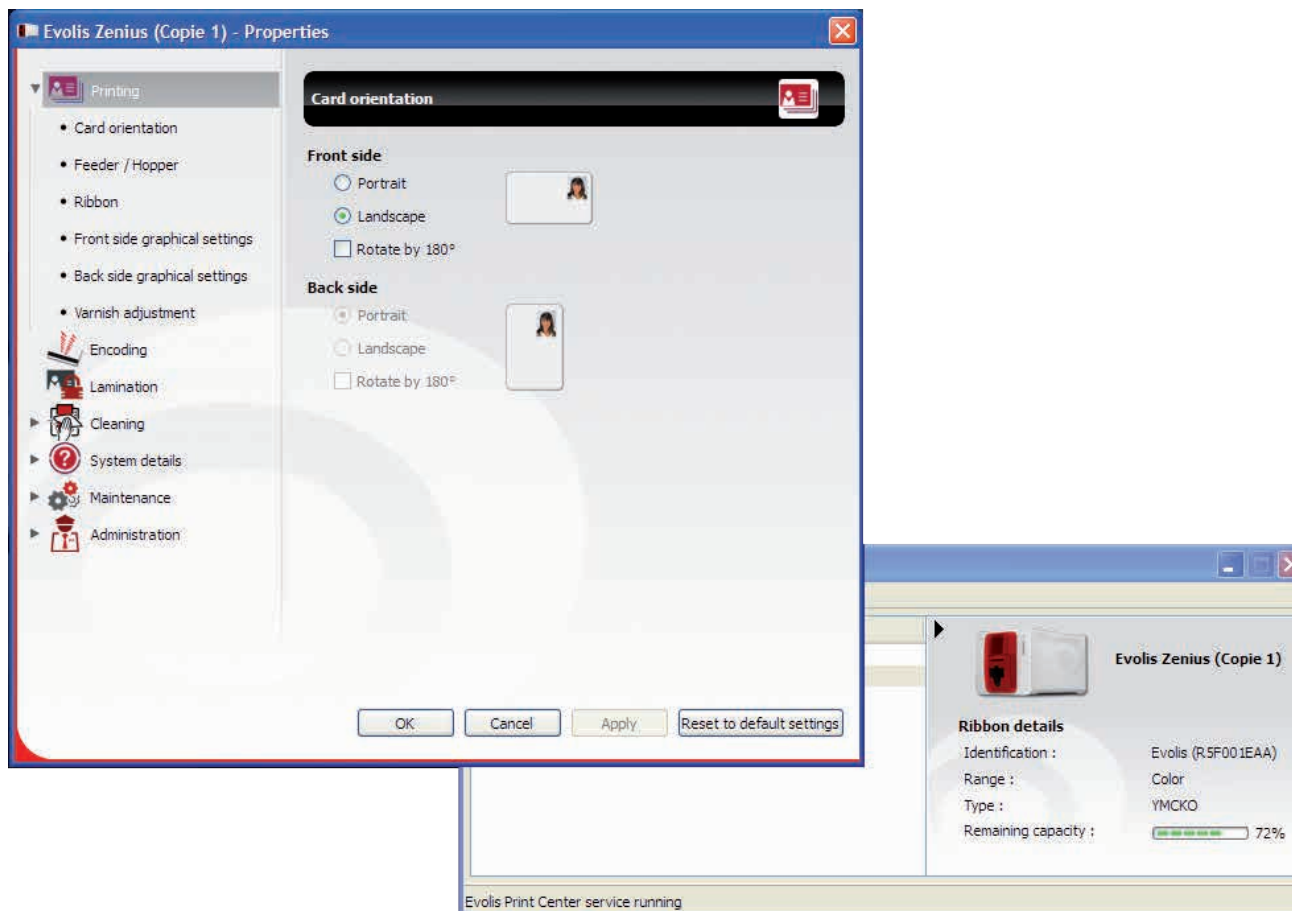 Evolis Zenius (Copie 1) - Properties
Printing
Card orientation
Feeder / Hopper
Ribbon
Front side graphical settings
Back side graphical settings
Varnish adjustment
Encoding
Lamination
Cleaning
System details
Maintenance
Administration
Card orientation
Front side
Portrait
Landscape
Rotate by 180°
Back side
Portrait
Landscape
Rotate by 180°
OK Cancel Apply Reset to default settings
Evolis Zenius (Copie 1)
Ribbon details
Identification : Evolis (R5F001EAA)
Range : Color
Type : YMCKO
Remaining capacity : 72%
Evolis Print Center service running